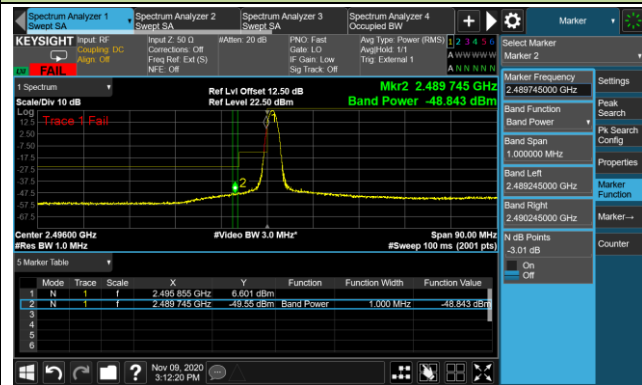 Spectrum Analyzer 1
Swept SA
Spectrum Analyzer 2
Swept SA
Spectrum Analyzer 3
Swept SA
Spectrum Analyzer 4
Occupied BW
+
Marker
KEYSIGHT
Input: RF
Coupling: DC
Align: Off
Input Z: 50 Ω
Corrections: Off
Freq Ref: Ext (S)
NFE: Off
#Atten: 20 dB
PNO: Fast
Gate: LO
IF Gain: Low
Sig Track: Off
Avg Type: Power (RMS)
Avg|Hold: 1/1
Trig: External 1
1 2 3 4 5 6
A W W W W W
A N N N N N
LV
FAIL
Select Marker
Marker 2
1 Spectrum
Scale/Div 10 dB
Ref Lvl Offset 12.50 dB
Ref Level 22.50 dBm
Mkr2 2.489 745 GHz
Band Power -48.843 dBm
Log
Trace 1 Fail
12.5
2.50
-7.50
-17.5
-27.5
-37.5
-47.5
-57.5
-67.5
1
2
Center 2.49600 GHz
#Res BW 1.0 MHz
#Video BW 3.0 MHz*
Span 90.00 MHz
#Sweep 100 ms (2001 pts)
5 Marker Table
Mode Trace Scale X Y Function Function Width Function Value
1 N 1 f 2.495 855 GHz 6.601 dBm
2 N 1 f 2.489 745 GHz -49.55 dBm Band Power 1.000 MHz -48.843 dBm
3
4
5
6
Marker Frequency
2.489745000 GHz
Band Function
Band Power
Band Span
1.000000 MHz
Band Left
2.489245000 GHz
Band Right
2.490245000 GHz
N dB Points
-3.01 dB
On
Off
Settings
Peak
Search
Pk Search
Config
Properties
Marker
Function
Marker→
Counter
?
Nov 09, 2020
3:12:20 PM